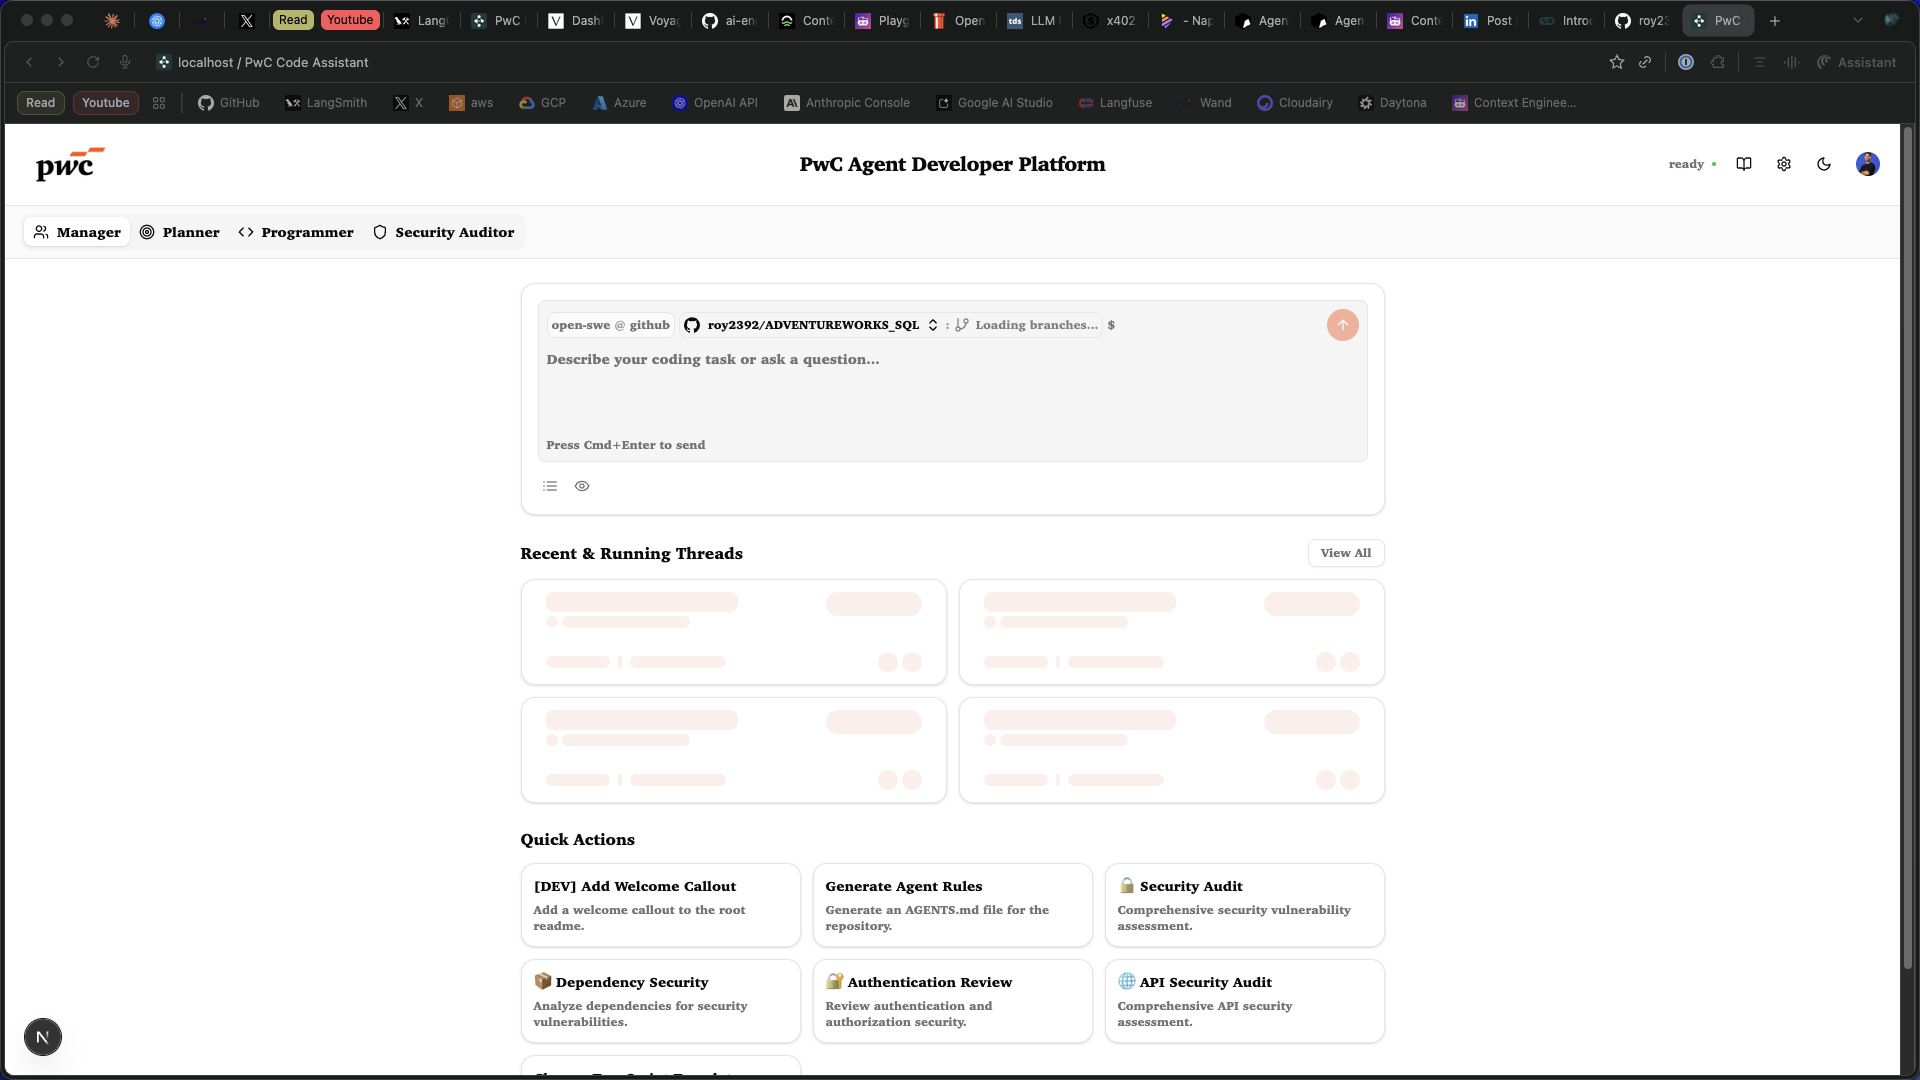 Read
Youtube
Lang
PwC
Dash
Voya
ai-en
Cont
Playg
Open
LLM
x402
- Nap
Agen
Agen
Cont
Post
Intro
roy23
PwC
localhost / PwC Code Assistant
Assistant
Read
Youtube
GitHub
LangSmith
X
aws
GCP
Azure
OpenAI API
Anthropic Console
Google AI Studio
Langfuse
Wand
Cloudairy
Daytona
Context Enginee...
pwc
PwC Agent Developer Platform
ready
Manager
Planner
Programmer
Security Auditor
open-swe @ github
roy2392/ADVENTUREWORKS_SQL
: Loading branches...
$
Describe your coding task or ask a question...
Press Cmd+Enter to send
Recent & Running Threads
View All
Quick Actions
[DEV] Add Welcome Callout
Add a welcome callout to the root
readme.
Generate Agent Rules
Generate an AGENTS.md file for the
repository.
🔒 Security Audit
Comprehensive security vulnerability
assessment.
📦 Dependency Security
Analyze dependencies for security
vulnerabilities.
🔐 Authentication Review
Review authentication and
authorization security.
🌐 API Security Audit
Comprehensive API security
assessment.
N